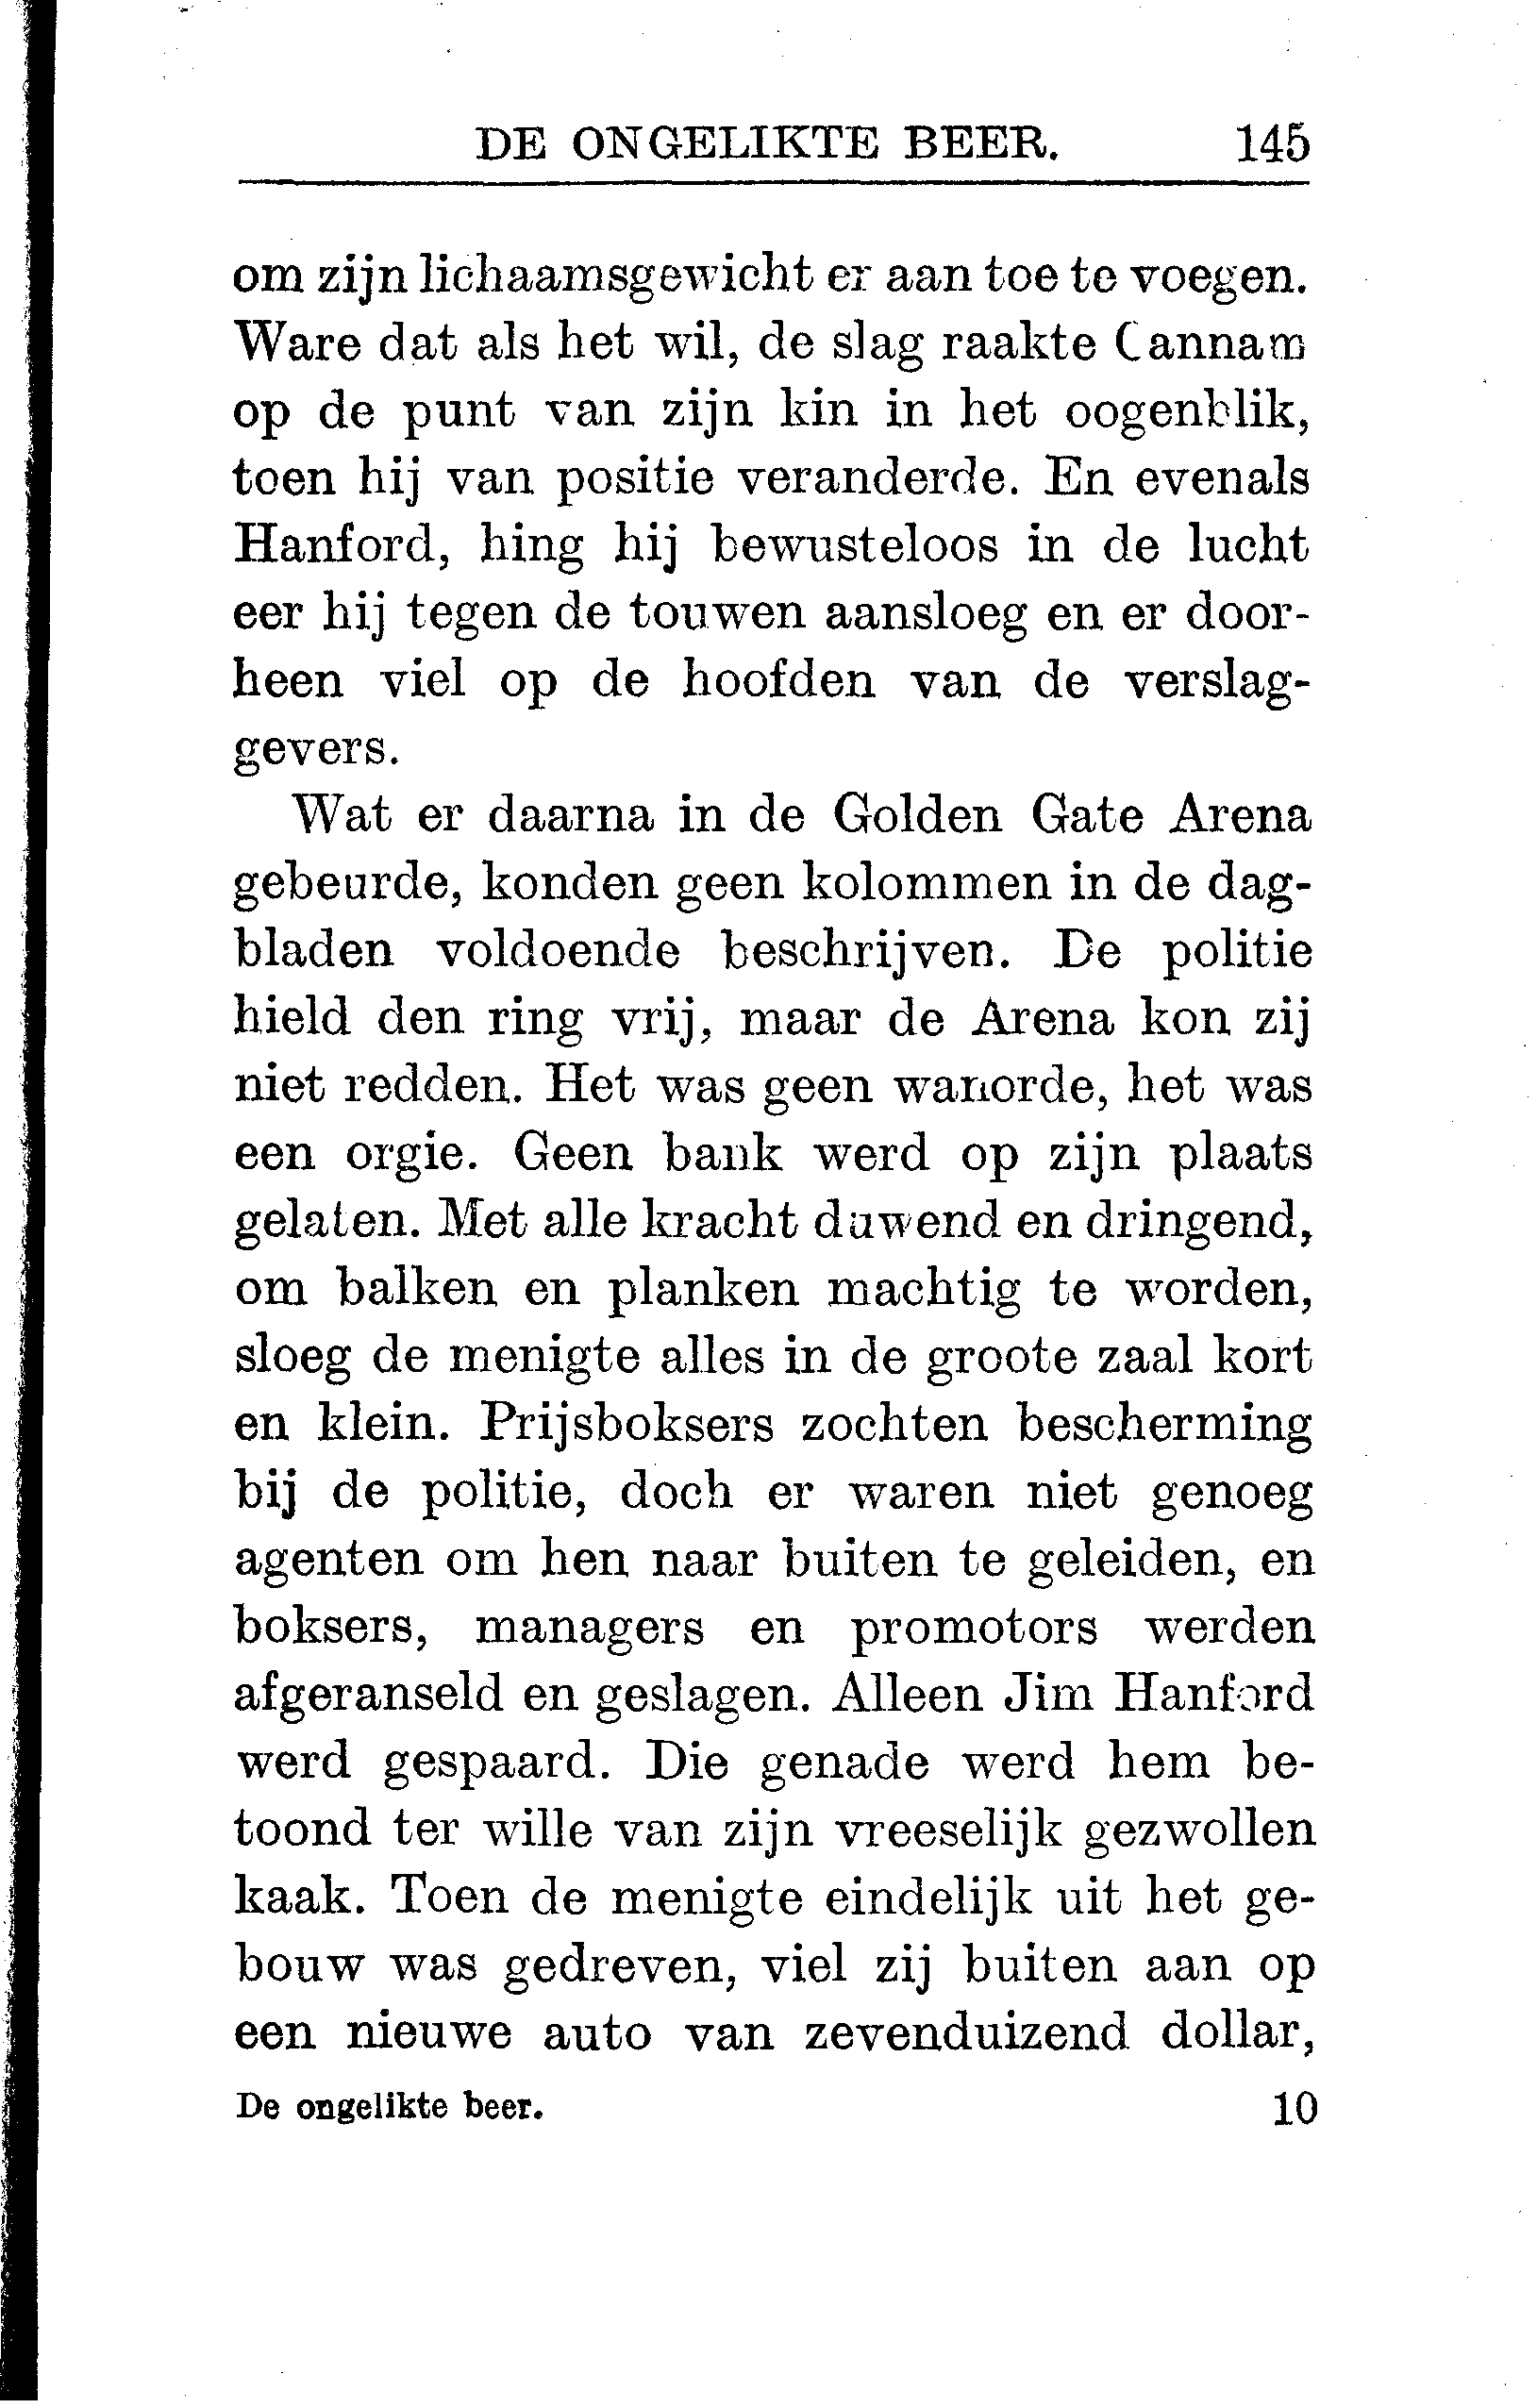 DE ONGELIKTE BEER. 145
om zijn lichaamsgewicht er aan toe te voegen.
Ware dat als het wil, de slag raakte Cannam
op de punt van zijn kin in het oogenblik,
toen hij van positie veranderde. En evenals
Hanford, hing hij bewusteloos in de lucht
eer hij tegen de touwen aansloeg en er door-
heen viel op de hoofden van de verslag-
gevers.
Wat er daarna in de Golden Gate Arena
gebeurde, konden geen kolommen in de dag-
bladen voldoende beschrijven. De politie
hield den ring vrij, maar de Arena kon zij
niet redden. Het was geen wanorde, het was
een orgie. Geen bank werd op zijn plaats
gelaten. Met alle kracht duwend en dringend,
om balken en planken machtig te worden,
sloeg de menigte alles in de groote zaal kort
en klein. Prijsboksers zochten bescherming
bij de politie, doch er waren niet genoeg
agenten om hen naar buiten te geleiden, en
boksers, managers en promotors werden
afgeranseld en geslagen. Alleen Jim Hanford
werd gespaard. Die genade werd hem be-
toond ter wille van zijn vreeselijk gezwollen
kaak. Toen de menigte eindelijk uit het ge-
bouw was gedreven, viel zij buiten aan op
een nieuwe auto van zevenduizend dollar,
De ongelikte beer. 10